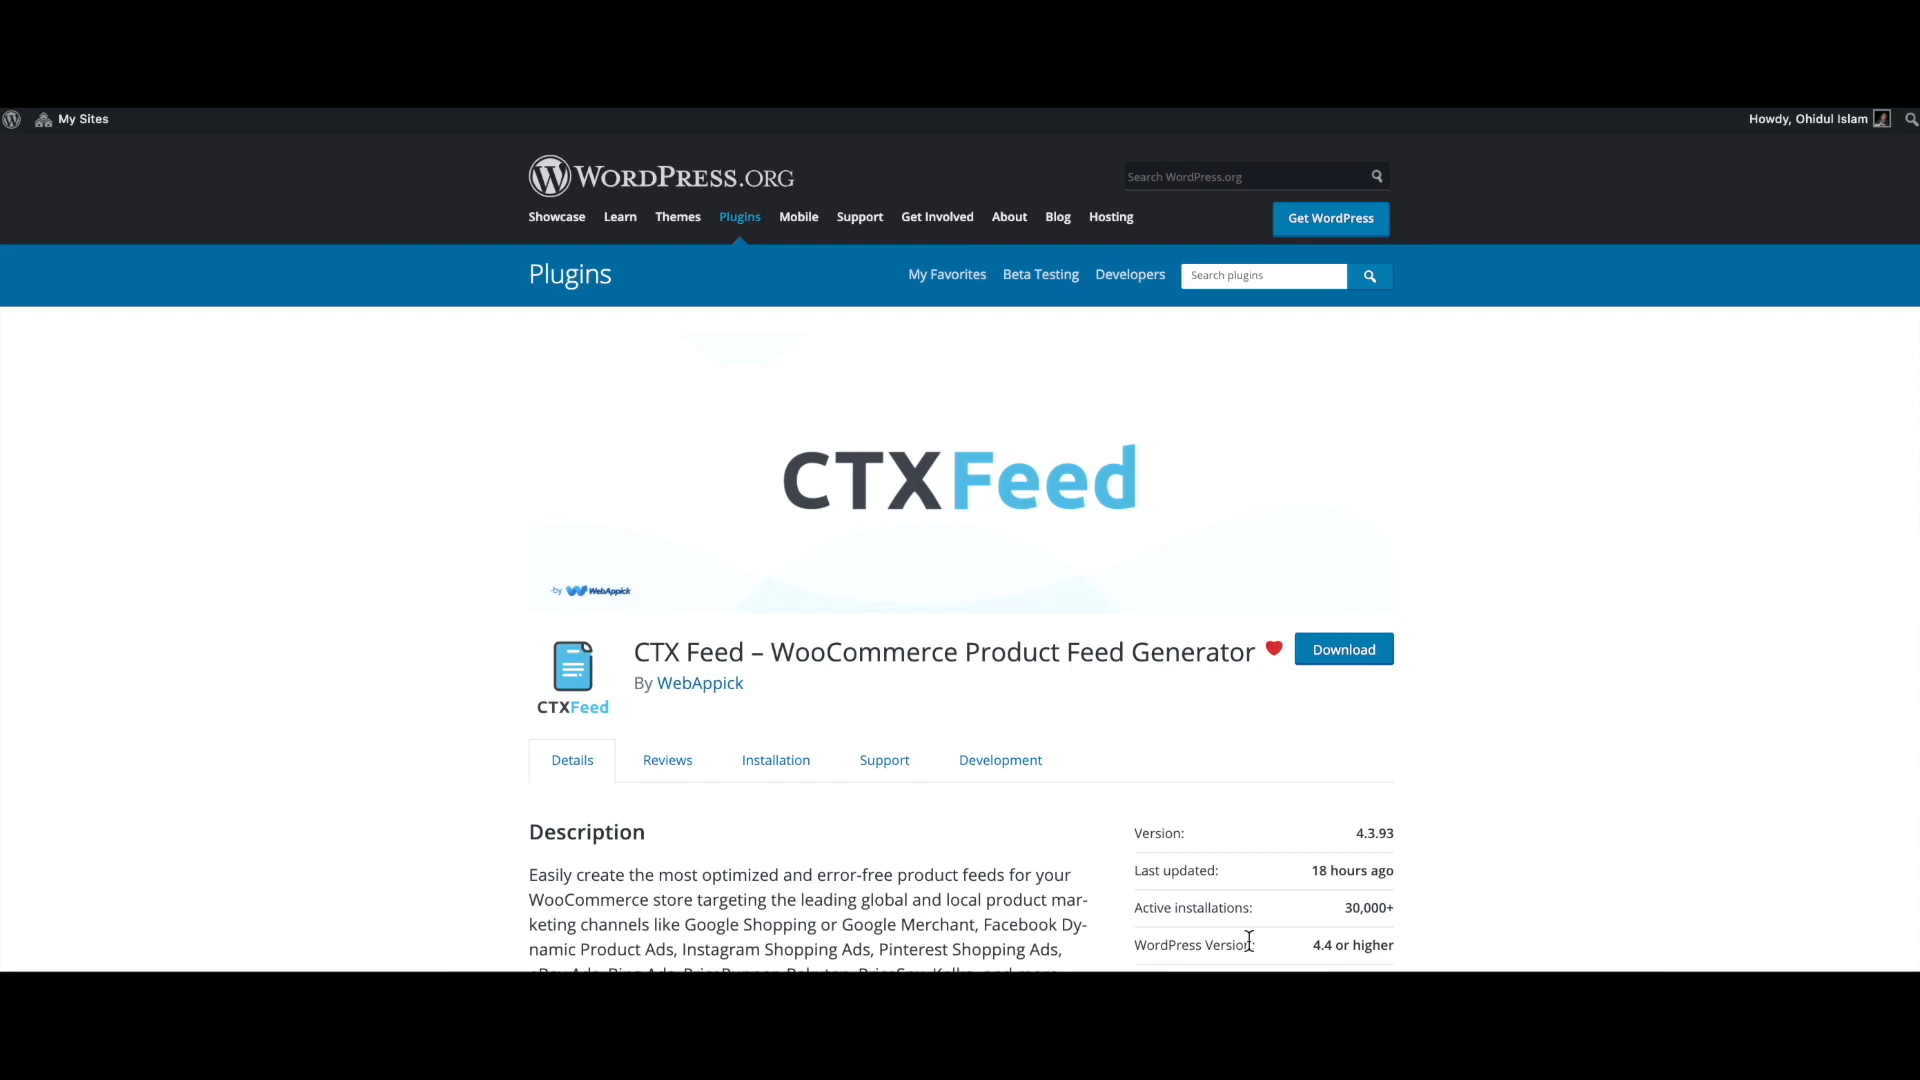 My Sites
Howdy, Ohidul Islam
WORDPRESS.ORG
Search WordPress.org
Showcase Learn Themes Plugins Mobile Support Get Involved About Blog Hosting
Get WordPress
Plugins
My Favorites Beta Testing Developers
Search plugins
CTXFeed
-by WebAppick
CTX Feed – WooCommerce Product Feed Generator
Download
By WebAppick
CTXFeed
Details Reviews Installation Support Development
Description
Easily create the most optimized and error-free product feeds for your
WooCommerce store targeting the leading global and local product mar-
keting channels like Google Shopping or Google Merchant, Facebook Dy-
namic Product Ads, Instagram Shopping Ads, Pinterest Shopping Ads,
Version: 4.3.93
Last updated: 18 hours ago
Active installations: 30,000+
WordPress Version: 4.4 or higher